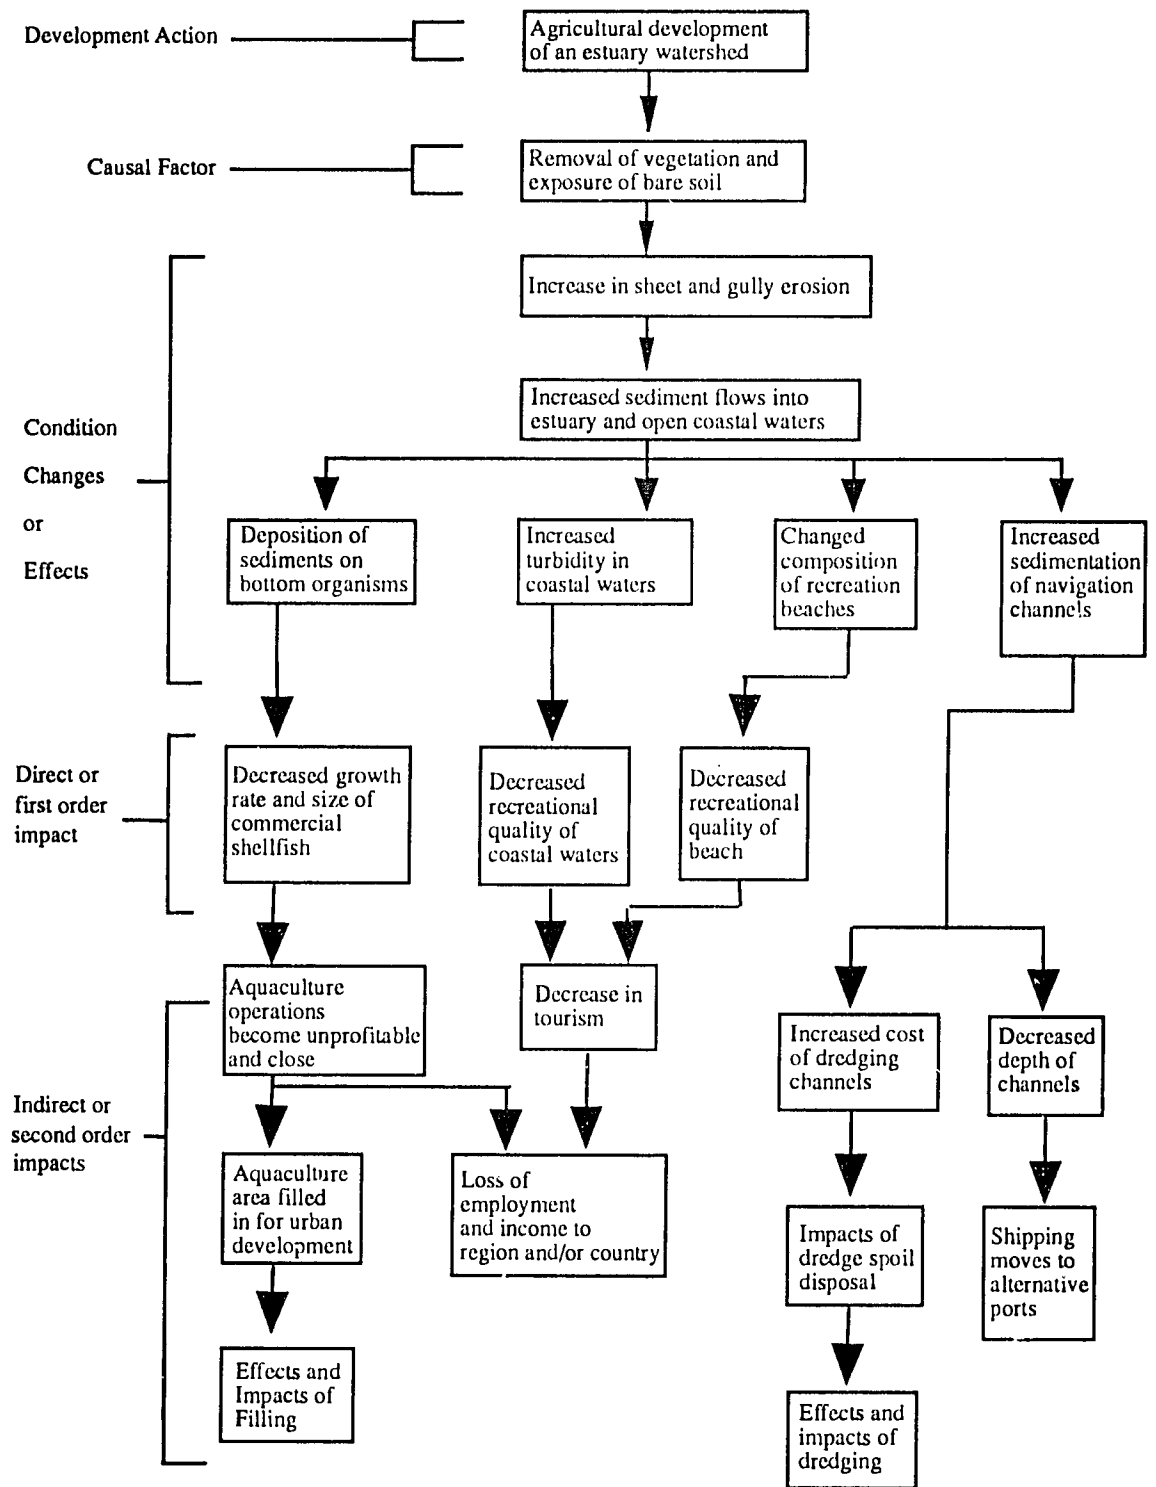 Development Action
Agricultural development
of an estuary watershed
Causal Factor
Removal of vegetation and
exposure of bare soil
Increase in sheet and gully erosion
Increased sediment flows into
estuary and open coastal waters
Condition
Changes
or
Effects
Deposition of
sediments on
bottom organisms
Increased
turbidity in
coastal waters
Changed
composition
of recreation
beaches
Increased
sedimentation
of navigation
channels
Direct or
first order
impact
Decreased growth
rate and size of
commercial
shellfish
Decreased
recreational
quality of
coastal waters
Decreased
recreational
quality of
beach
Indirect or
second order
impacts
Aquaculture
operations
become unprofitable
and close
Decrease in
tourism
Increased cost
of dredging
channels
Decreased
depth of
channels
Aquaculture
area filled
in for urban
development
Loss of
employment
and income to
region and/or country
Impacts of
dredge spoil
disposal
Shipping
moves to
alternative
ports
Effects and
Impacts of
Filling
Effects and
impacts of
dredging